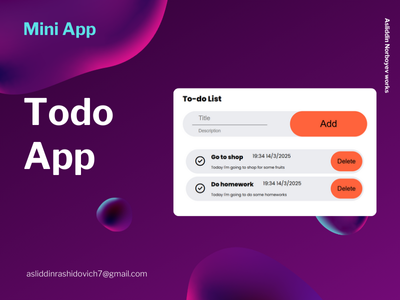 Mini App
Asliddin Norboyev works
Todo
App
To-do List
Title
Description
Add
Go to shop 19:34 14/3/2025
Today I'm going to shop for some fruits
Delete
Do homework 19:34 14/3/2025
Today I'm going to do some homeworks
Delete
asliddinrashidovich7@gmail.com